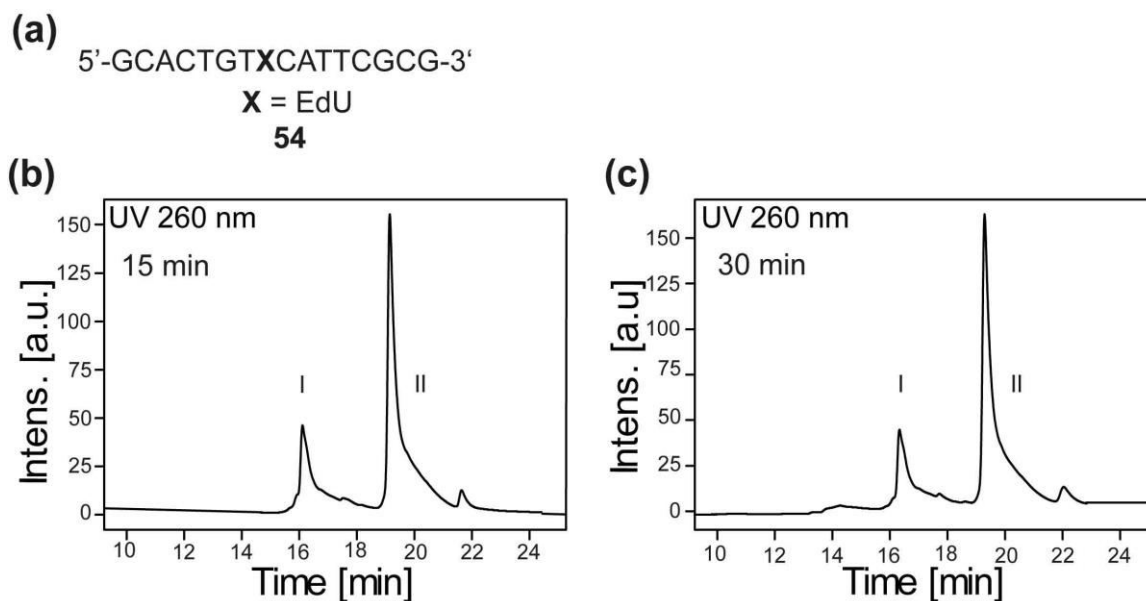 (a)
5'-GCACTGTXCATTCGCG-3‘
X = EdU
54
(b)
UV 260 nm
15 min
I
II
Intens. [a.u.]
150
125
100
75
50
25
0
10 12 14 16 18 20 22 24
Time [min]
(c)
UV 260 nm
30 min
I
II
Intens. [a.u]
150
125
100
75
50
25
0
10 12 14 16 18 20 22 24
Time [min]